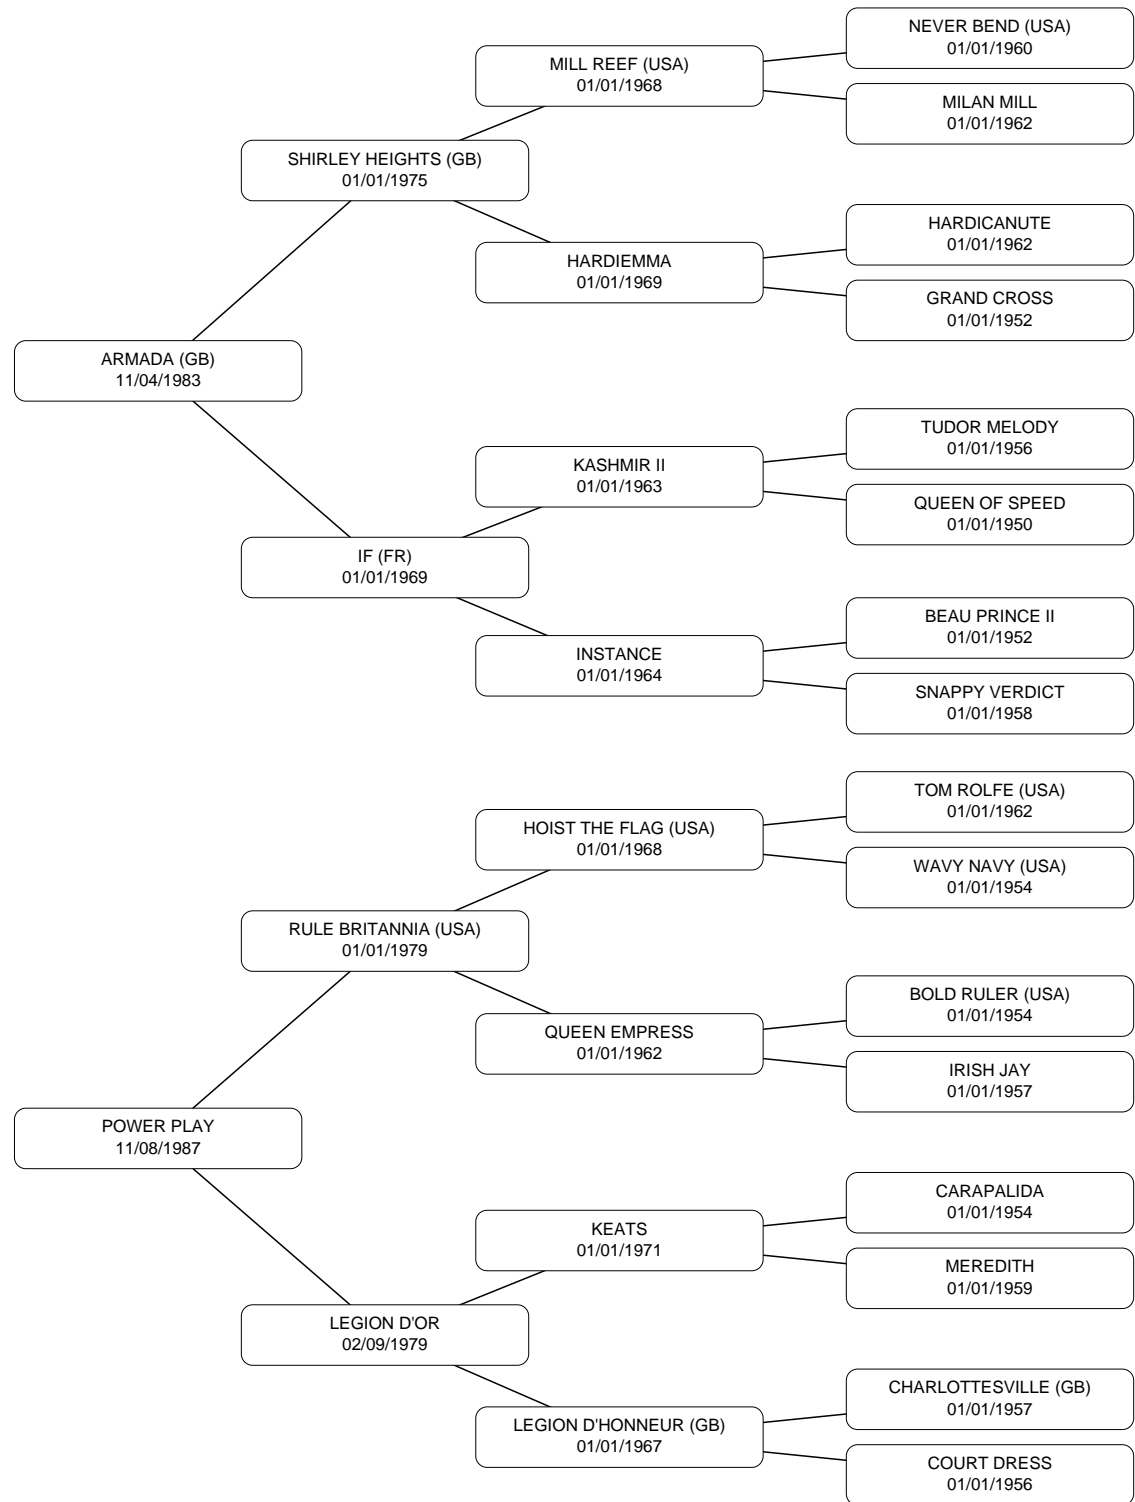 NEVER BEND (USA)
01/01/1960
MILL REEF (USA)
01/01/1968
MILAN MILL
01/01/1962
SHIRLEY HEIGHTS (GB)
01/01/1975
HARDICANUTE
01/01/1962
HARDIEMMA
01/01/1969
GRAND CROSS
01/01/1952
ARMADA (GB)
11/04/1983
TUDOR MELODY
01/01/1956
KASHMIR II
01/01/1963
QUEEN OF SPEED
01/01/1950
IF (FR)
01/01/1969
BEAU PRINCE II
01/01/1952
INSTANCE
01/01/1964
SNAPPY VERDICT
01/01/1958
TOM ROLFE (USA)
01/01/1962
HOIST THE FLAG (USA)
01/01/1968
WAVY NAVY (USA)
01/01/1954
RULE BRITANNIA (USA)
01/01/1979
BOLD RULER (USA)
01/01/1954
QUEEN EMPRESS
01/01/1962
IRISH JAY
01/01/1957
POWER PLAY
11/08/1987
CARAPALIDA
01/01/1954
KEATS
01/01/1971
MEREDITH
01/01/1959
LEGION D'OR
02/09/1979
CHARLOTTESVILLE (GB)
01/01/1957
LEGION D'HONNEUR (GB)
01/01/1967
COURT DRESS
01/01/1956